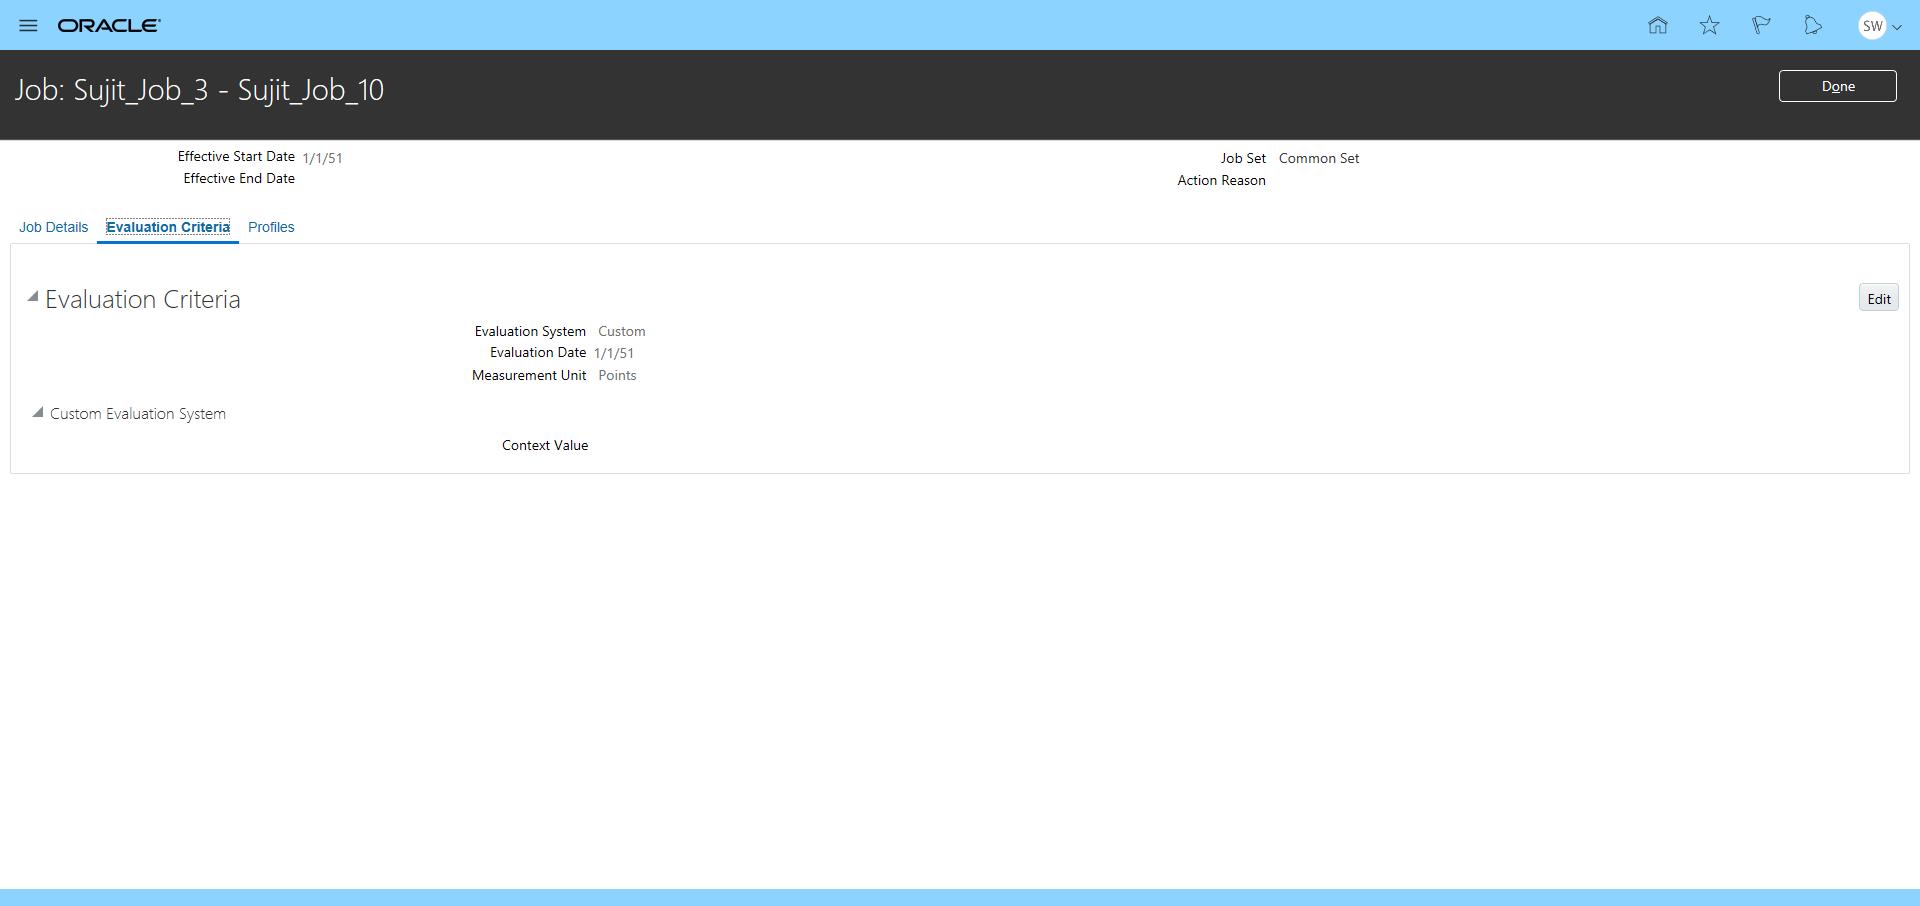 ORACLE
SW
Job: Sujit_Job_3 - Sujit_Job_10
Done
Effective Start Date 1/1/51
Job Set Common Set
Effective End Date
Action Reason
Job Details Evaluation Criteria Profiles
Evaluation Criteria
Edit
Evaluation System Custom
Evaluation Date 1/1/51
Measurement Unit Points
Custom Evaluation System
Context Value